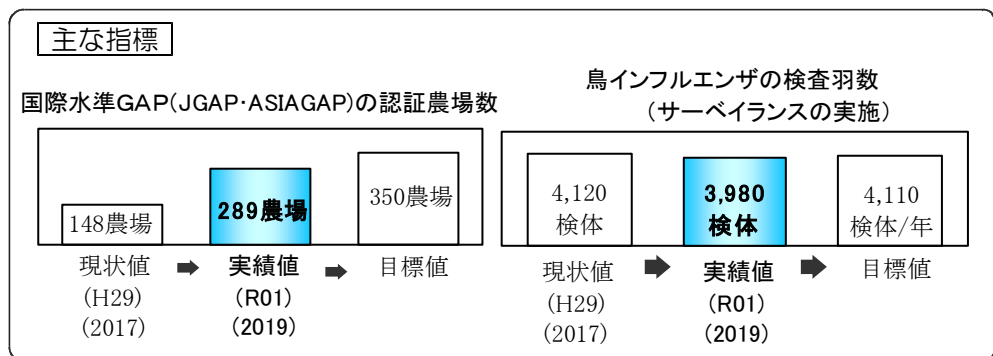 主な指標
国際水準GAP(JGAP・ASIAGAP)の認証農場数
148農場
289農場
350農場
現状値
(H29)
(2017)
➡
実績値
(R01)
(2019)
➡
目標値
鳥インフルエンザの検査羽数
(サーベイランスの実施)
4,120
検体
3,980
検体
4,110
検体/年
現状値
(H29)
(2017)
➡
実績値
(R01)
(2019)
➡
目標値